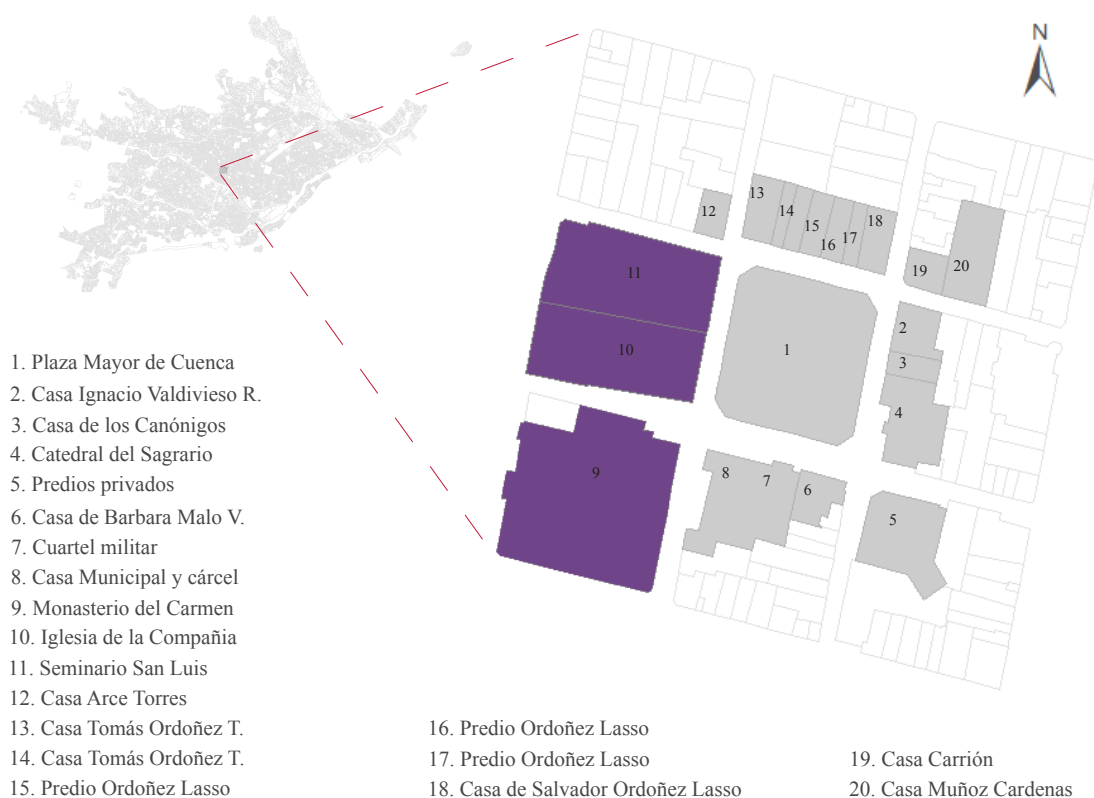 N
13
12
14
18
15
17
16
11
19
20
2
10
1
3
4
9
8
7
6
5
1. Plaza Mayor de Cuenca
2. Casa Ignacio Valdivieso R.
3. Casa de los Canónigos
4. Catedral del Sagrario
5. Predios privados
6. Casa de Barbara Malo V.
7. Cuartel militar
8. Casa Municipal y cárcel
9. Monasterio del Carmen
10. Iglesia de la Compañia
11. Seminario San Luis
12. Casa Arce Torres
13. Casa Tomás Ordoñez T.
14. Casa Tomás Ordoñez T.
15. Predio Ordoñez Lasso
16. Predio Ordoñez Lasso
17. Predio Ordoñez Lasso
18. Casa de Salvador Ordoñez Lasso
19. Casa Carrión
20. Casa Muñoz Cardenas